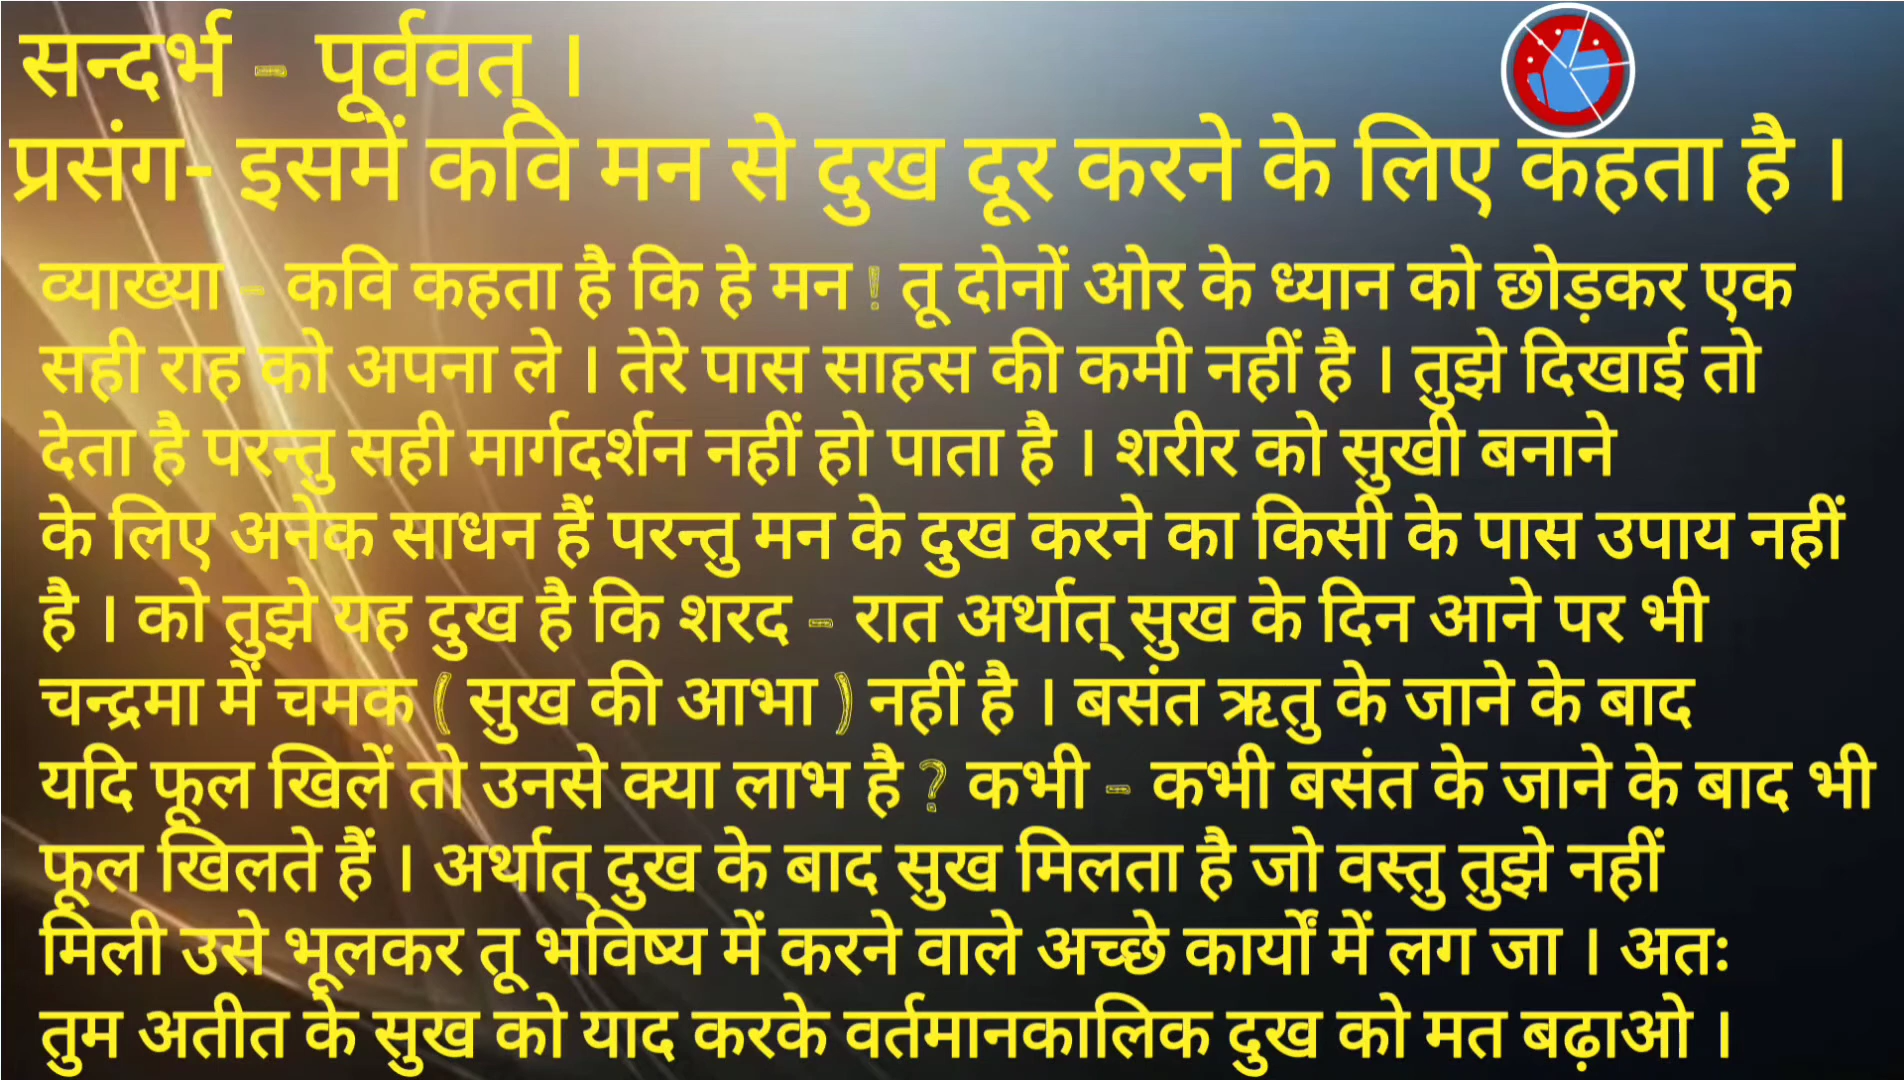 सन्दर्भ - पूर्ववत् ।
प्रसंग- इसमें कवि मन से दुख दूर करने के लिए कहता है ।
व्याख्या - कवि कहता है कि हे मन ! तू दोनों ओर के ध्यान को छोड़कर एक
सही राह को अपना ले । तेरे पास साहस की कमी नहीं है । तुझे दिखाई तो
देता है परन्तु सही मार्गदर्शन नहीं हो पाता है । शरीर को सुखी बनाने
के लिए अनेक साधन हैं परन्तु मन के दुख करने का किसी के पास उपाय नहीं
है । को तुझे यह दुख है कि शरद - रात अर्थात् सुख के दिन आने पर भी
चन्द्रमा में चमक ( सुख की आभा ) नहीं है । बसंत ऋतु के जाने के बाद
यदि फूल खिलें तो उनसे क्या लाभ है ? कभी - कभी बसंत के जाने के बाद भी
फूल खिलते हैं । अर्थात् दुख के बाद सुख मिलता है जो वस्तु तुझे नहीं
मिली उसे भूलकर तू भविष्य में करने वाले अच्छे कार्यों में लग जा । अतः
तुम अतीत के सुख को याद करके वर्तमानकालिक दुख को मत बढ़ाओ ।